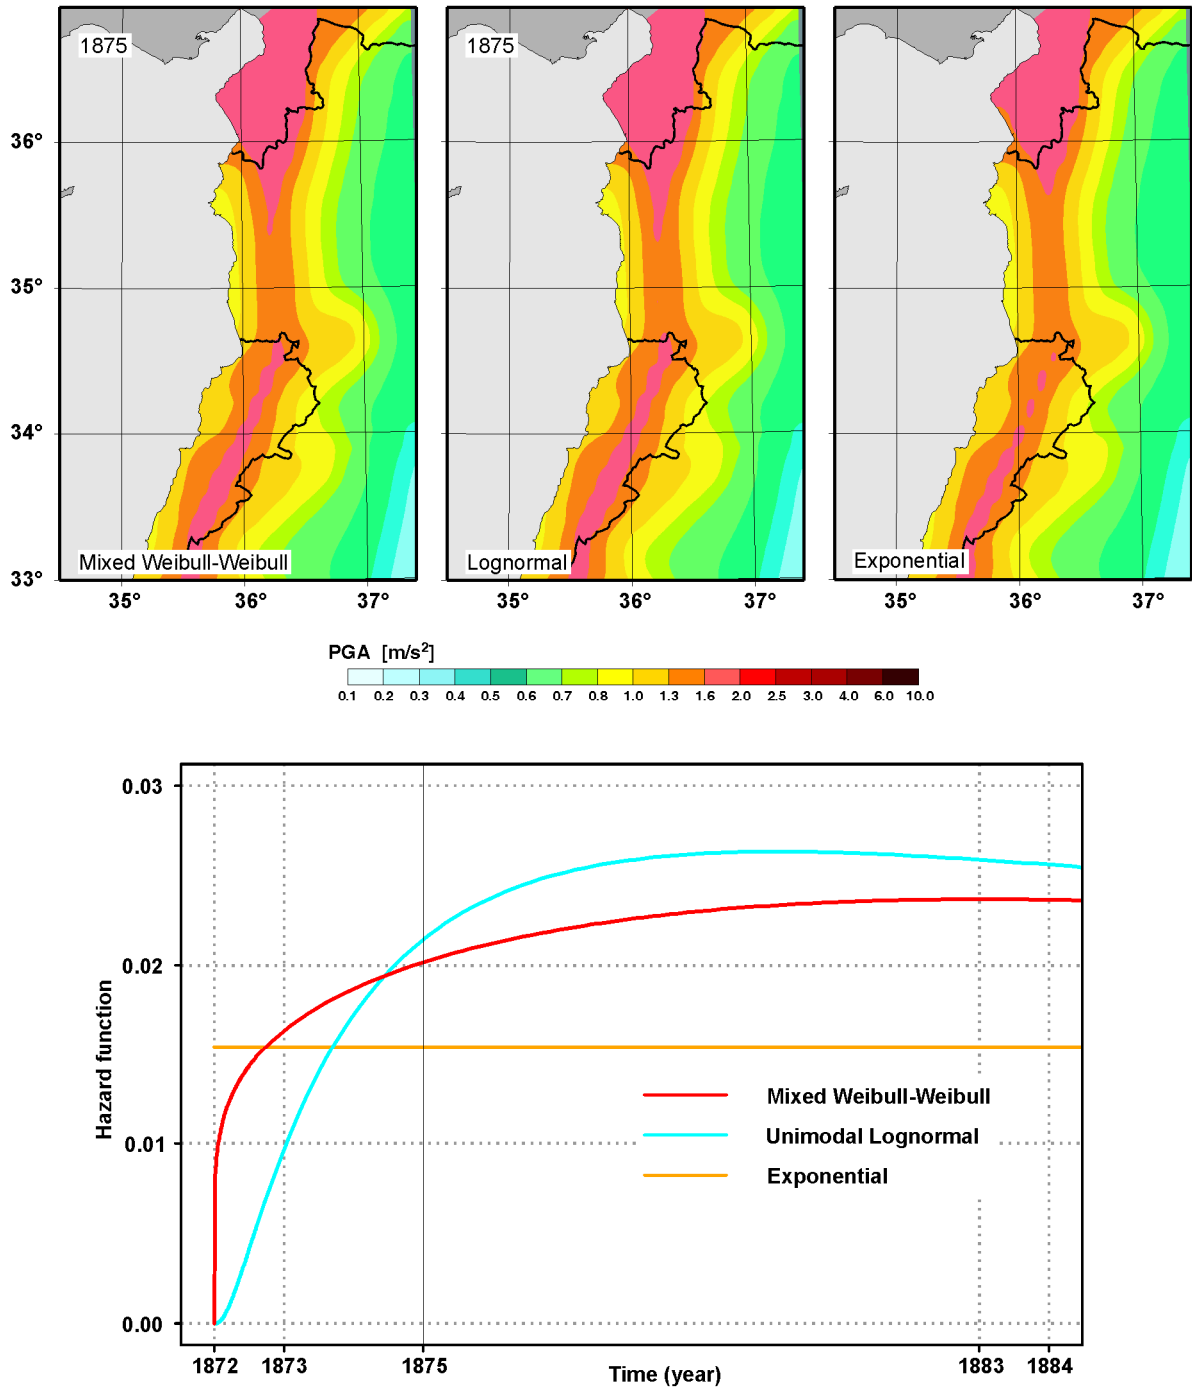 1875
1875
36°
35°
34°
33°
Mixed Weibull-Weibull
Lognormal
Exponential
35° 36° 37° 35° 36° 37° 35° 36° 37°
PGA [m/s²]
0.1 0.2 0.3 0.4 0.5 0.6 0.7 0.8 1.0 1.3 1.6 2.0 2.5 3.0 4.0 6.0 10.0
0.03
0.02
0.01
0.00
Hazard function
Mixed Weibull-Weibull
Unimodal Lognormal
Exponential
1872 1873 1875 1883 1884
Time (year)